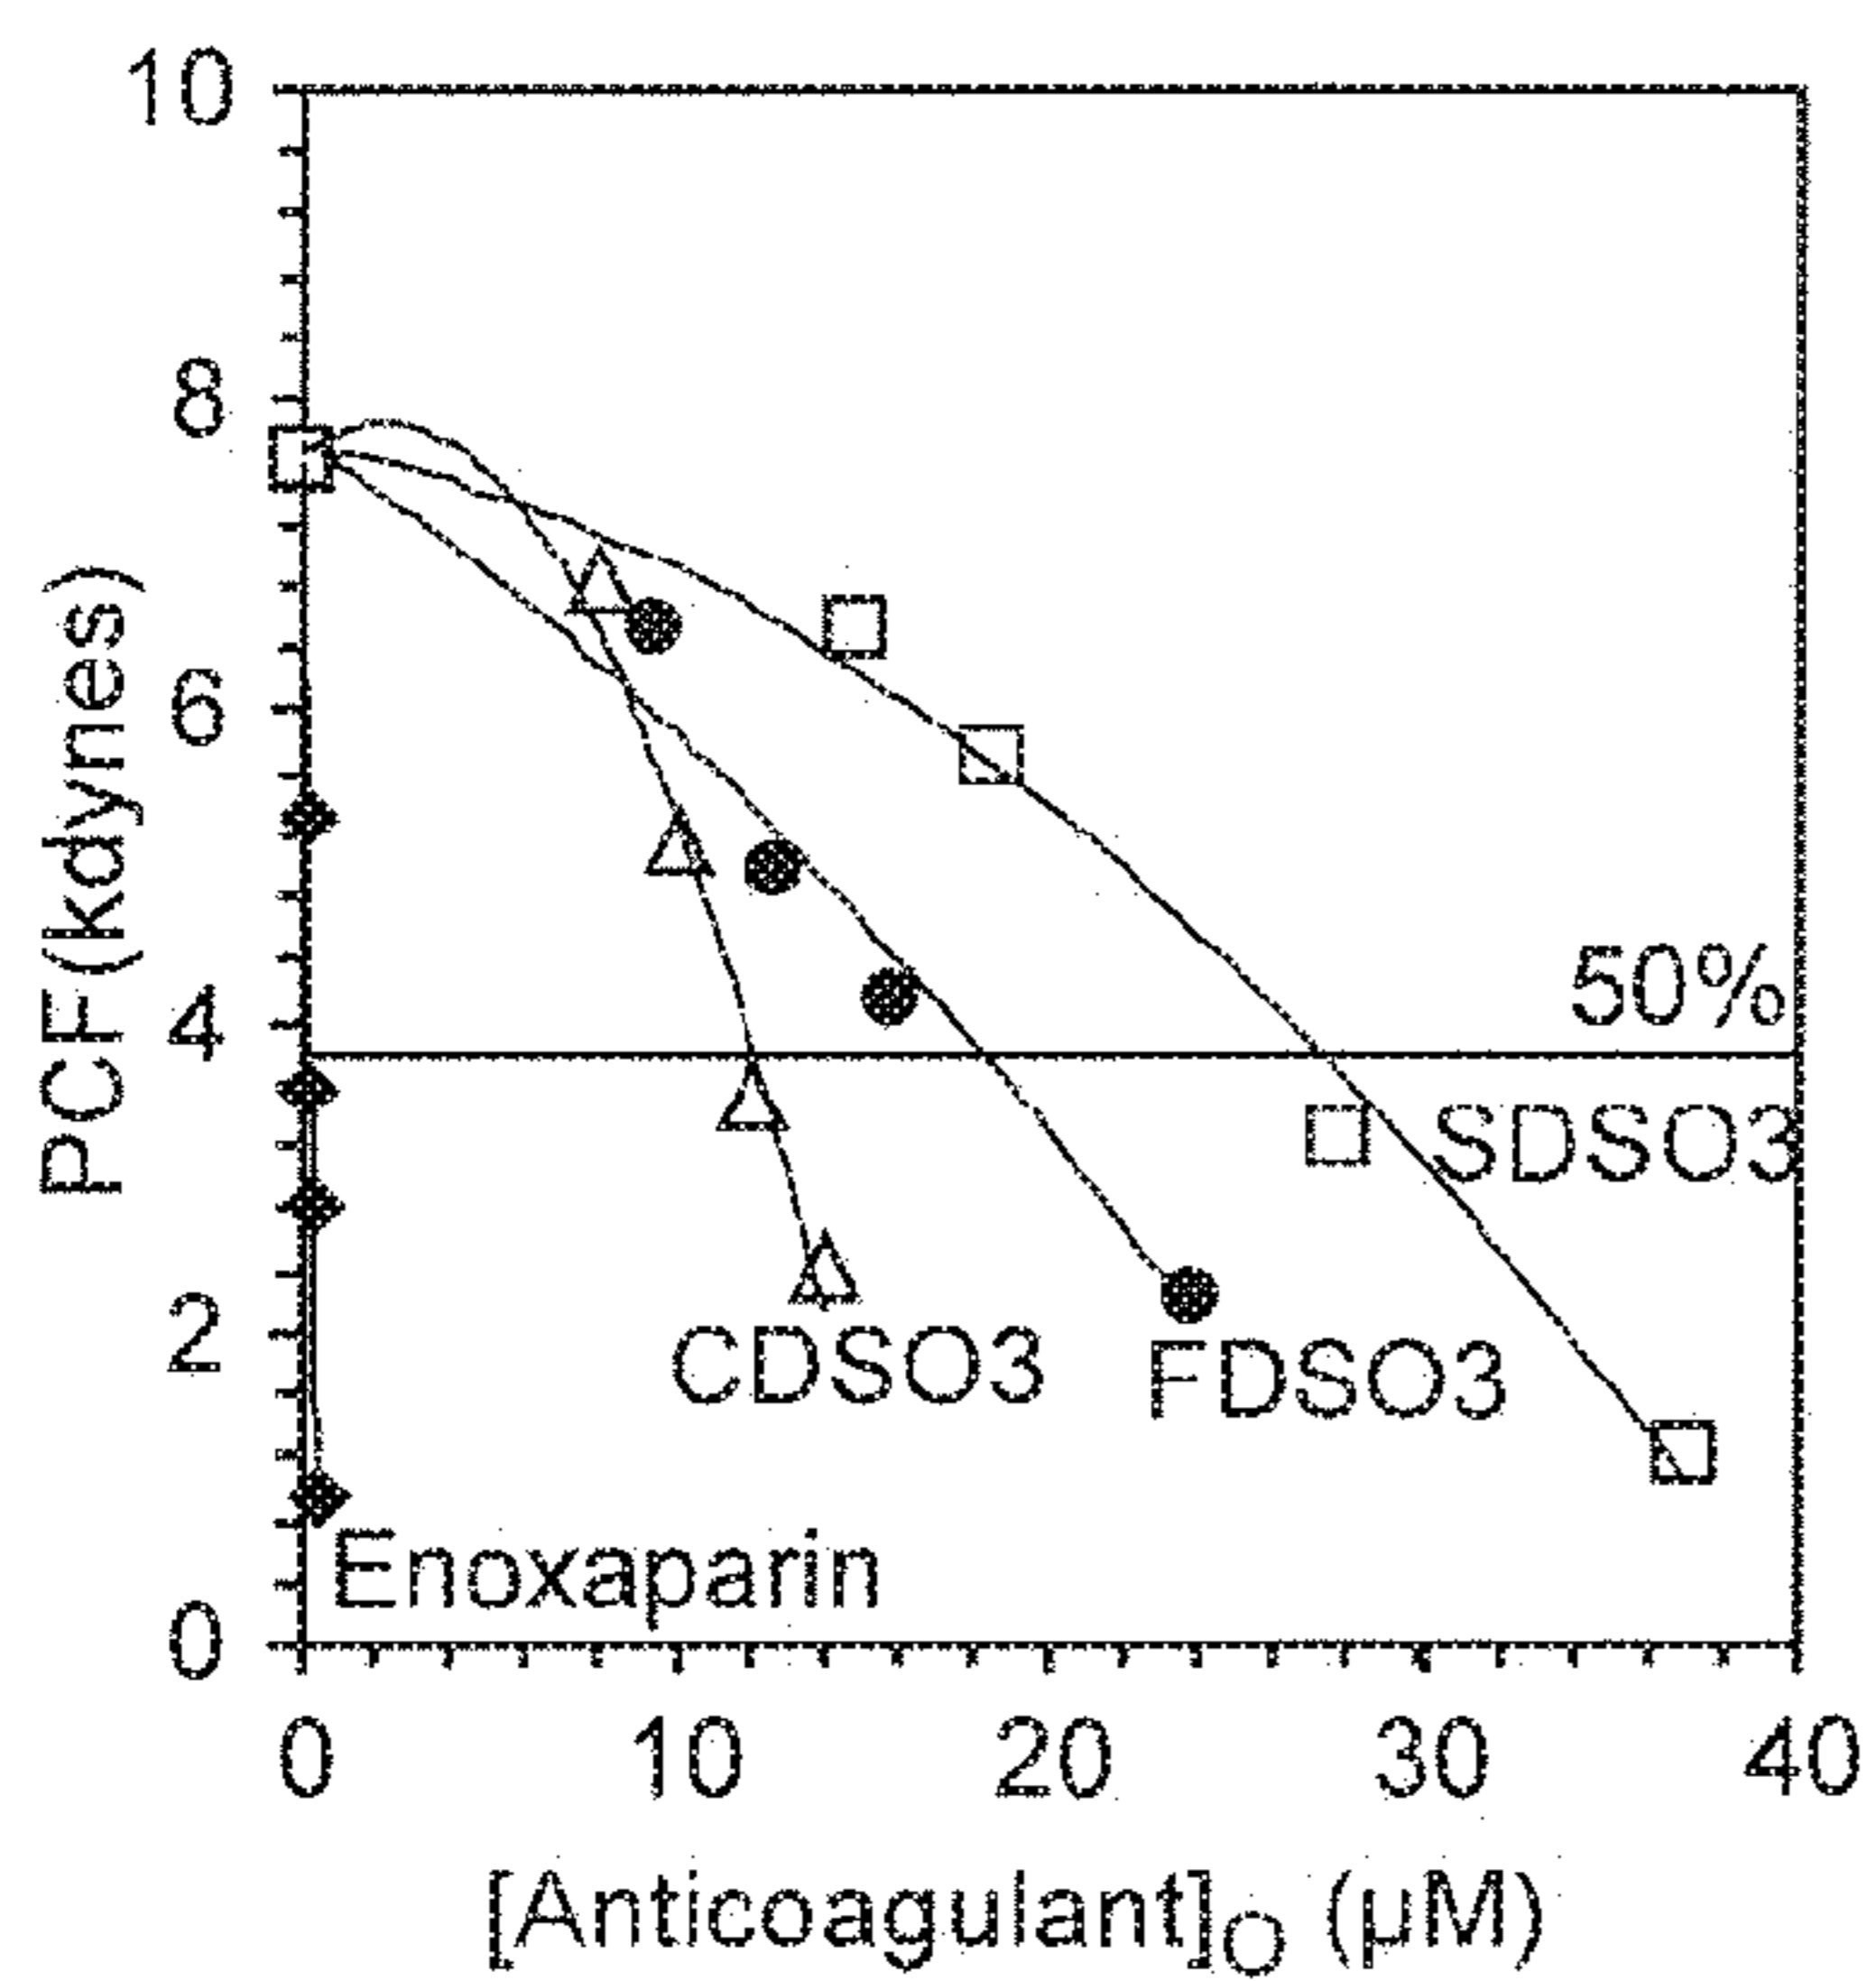 10
8
6
4
2
0
PCF(kdynes)
50%
SDSO3
CDSO3
FDSO3
Enoxaparin
0 10 20 30 40
[Anticoagulant]O (µM)